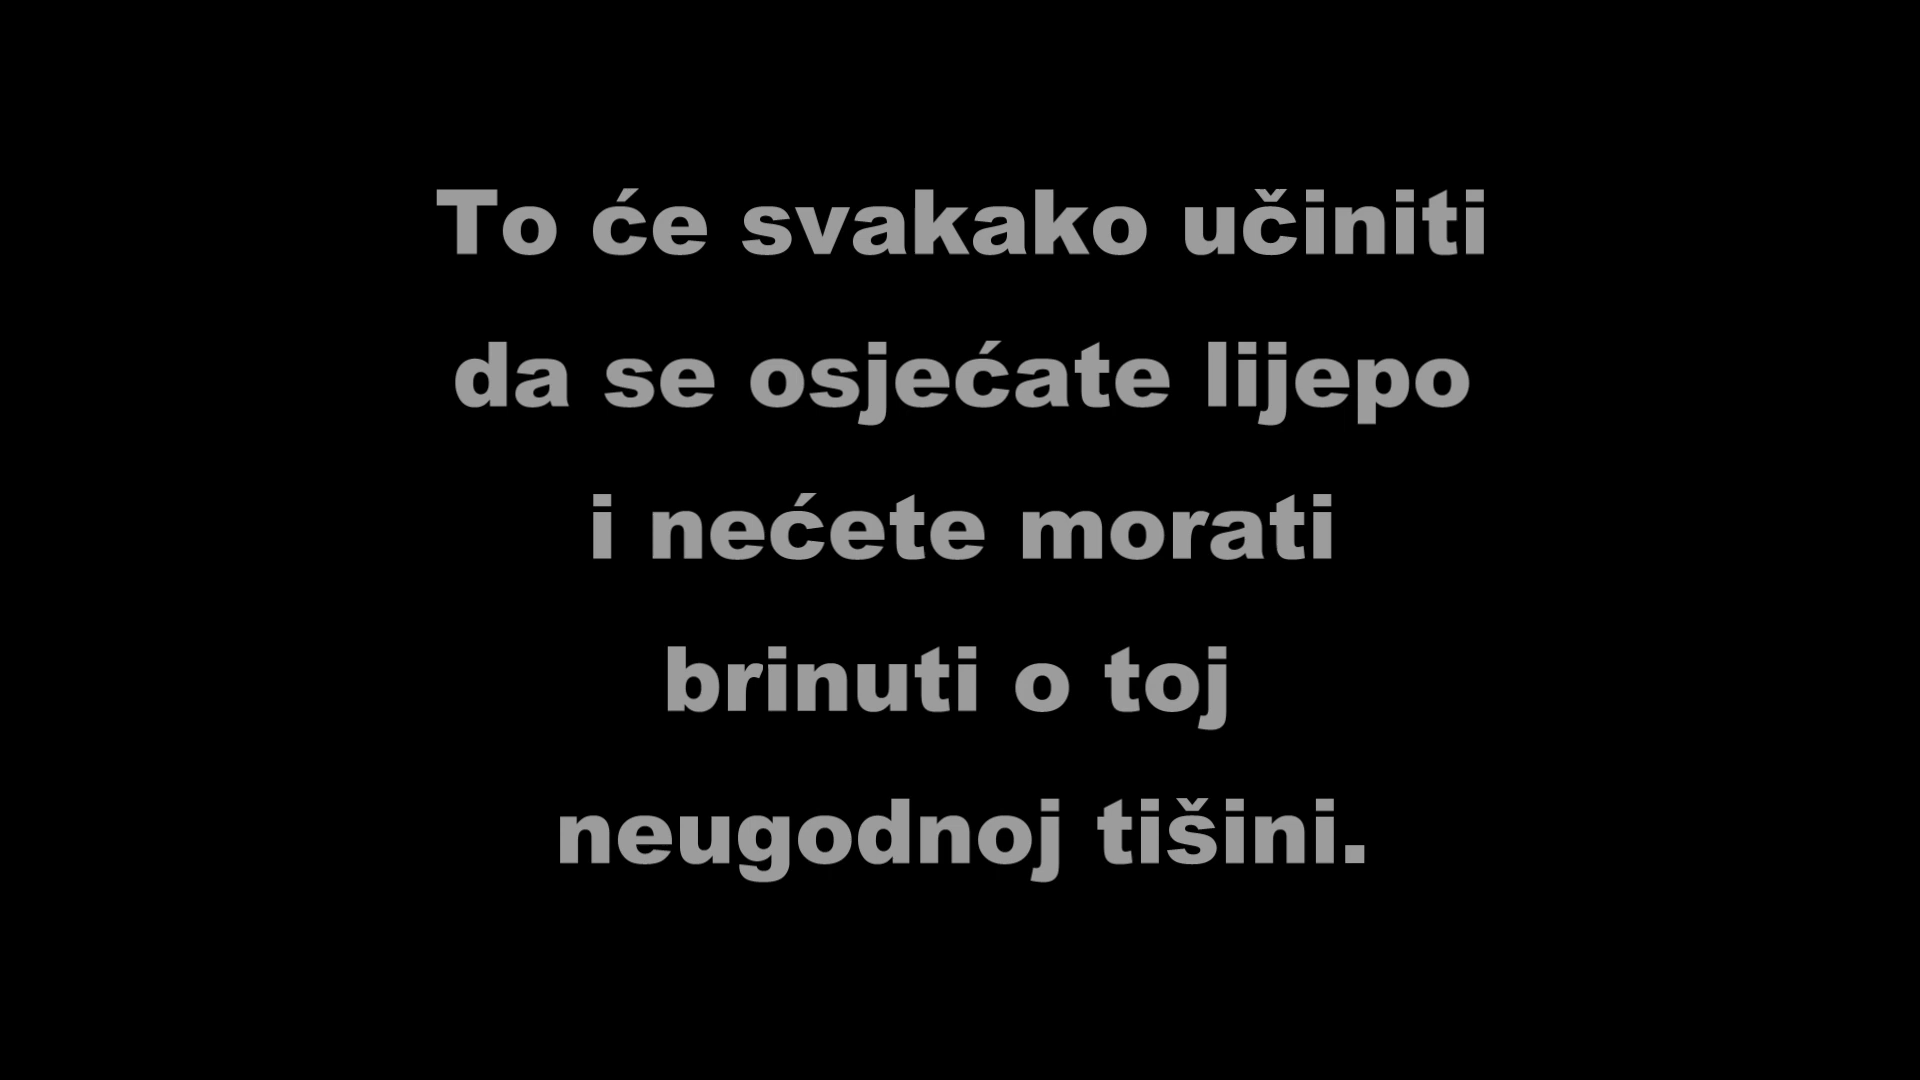 To će svakako učiniti
da se osjećate lijepo
i nećete morati
brinuti o toj
neugodnoj tišini.